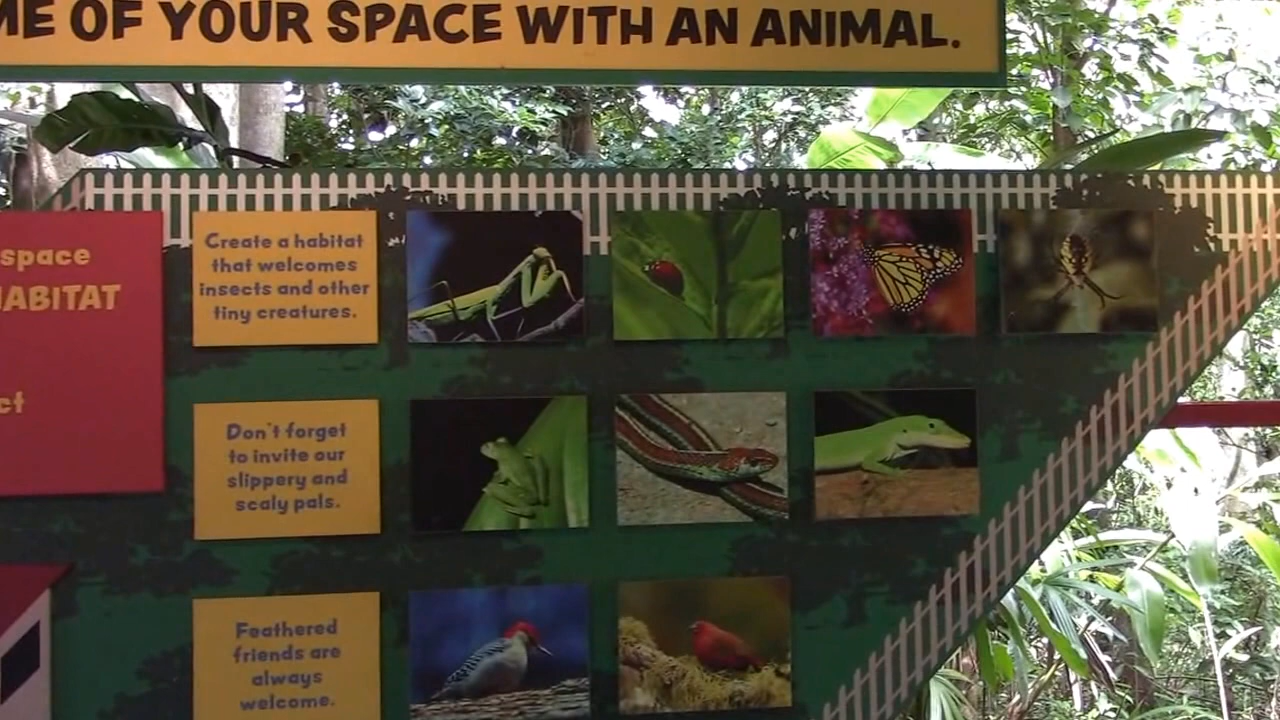 ME OF YOUR SPACE WITH AN ANIMAL.
space
HABITAT
ct
Create a habitat
that welcomes
insects and other
tiny creatures.
Don't forget
to invite our
slippery and
scaly pals.
Feathered
friends are
always
welcome.